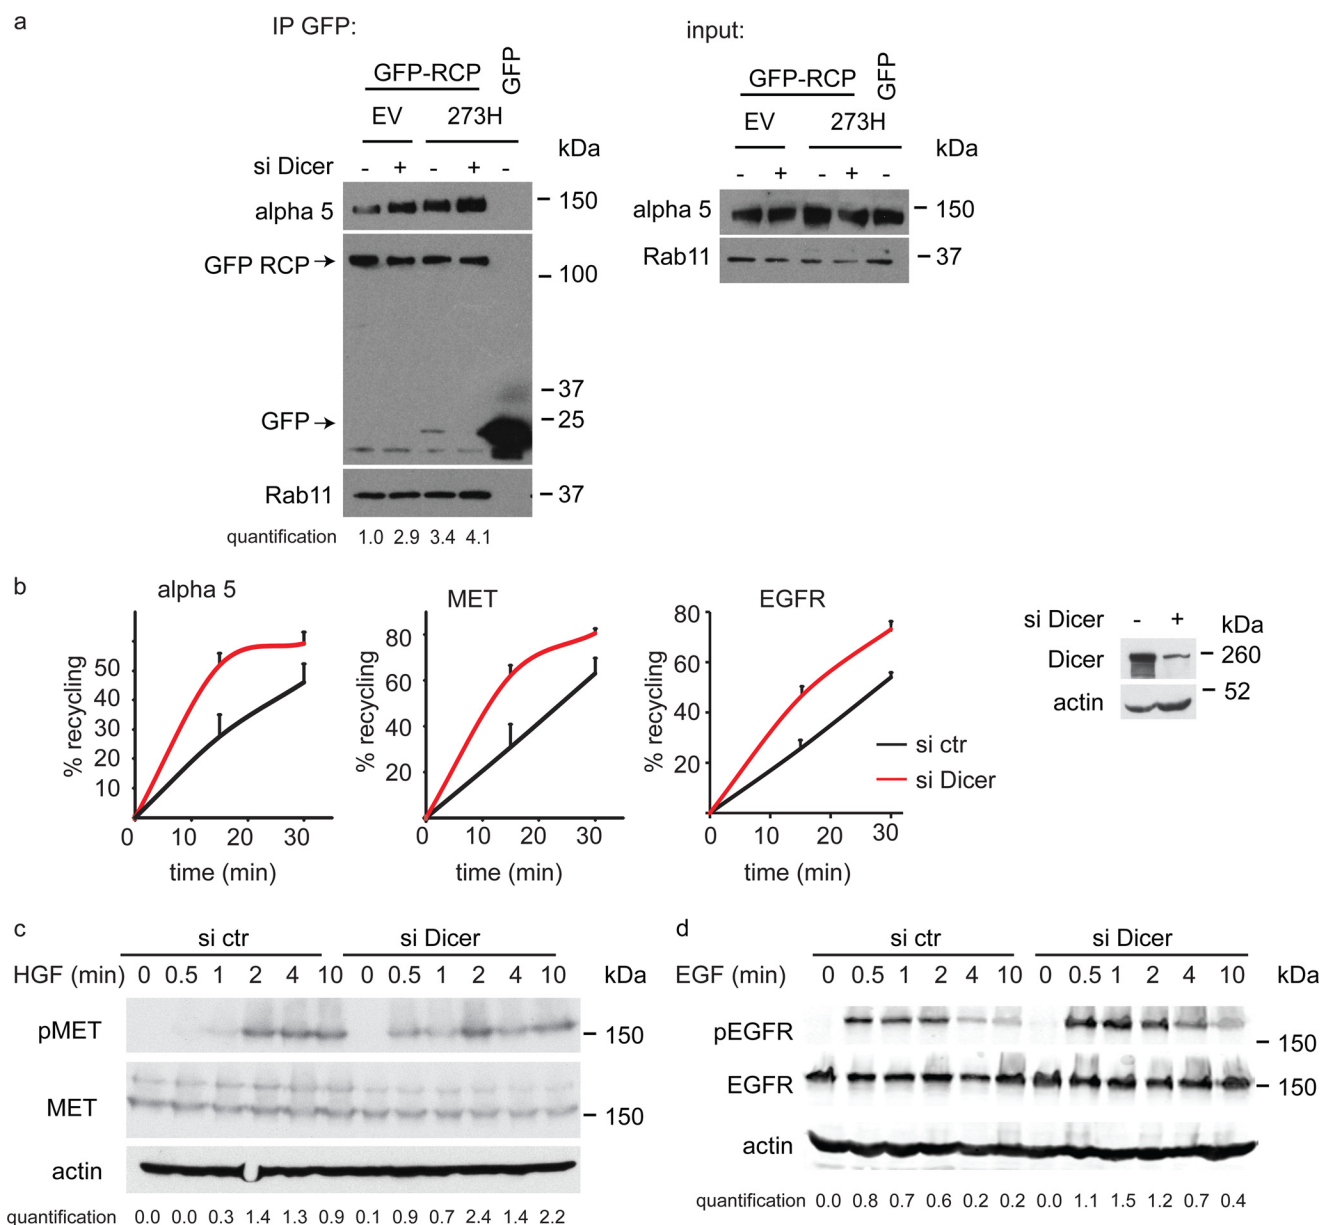 a
IP GFP:
GFP-RCP GFP
EV 273H
kDa
si Dicer - + - + -
alpha 5
150
GFP RCP
100
37
GFP
25
Rab11
37
quantification 1.0 2.9 3.4 4.1
input:
GFP-RCP GFP
EV 273H
kDa
- + - + -
alpha 5 150
Rab11 37
b
alpha 5
% recycling
50
40
30
20
10
0 10 20 30
time (min)
MET
% recycling
80
60
40
20
0 10 20 30
time (min)
EGFR
% recycling
80
60
40
20
0 10 20 30
time (min)
si ctr
si Dicer
si Dicer - + kDa
Dicer 260
actin 52
c
si ctr si Dicer
HGF (min) 0 0.5 1 2 4 10 0 0.5 1 2 4 10 kDa
pMET 150
MET 150
actin
quantification 0.0 0.0 0.3 1.4 1.3 0.9 0.1 0.9 0.7 2.4 1.4 2.2
d
si ctr si Dicer
EGF (min) 0 0.5 1 2 4 10 0 0.5 1 2 4 10 kDa
pEGFR 150
EGFR 150
actin
quantification 0.0 0.8 0.7 0.6 0.2 0.2 0.0 1.1 1.5 1.2 0.7 0.4